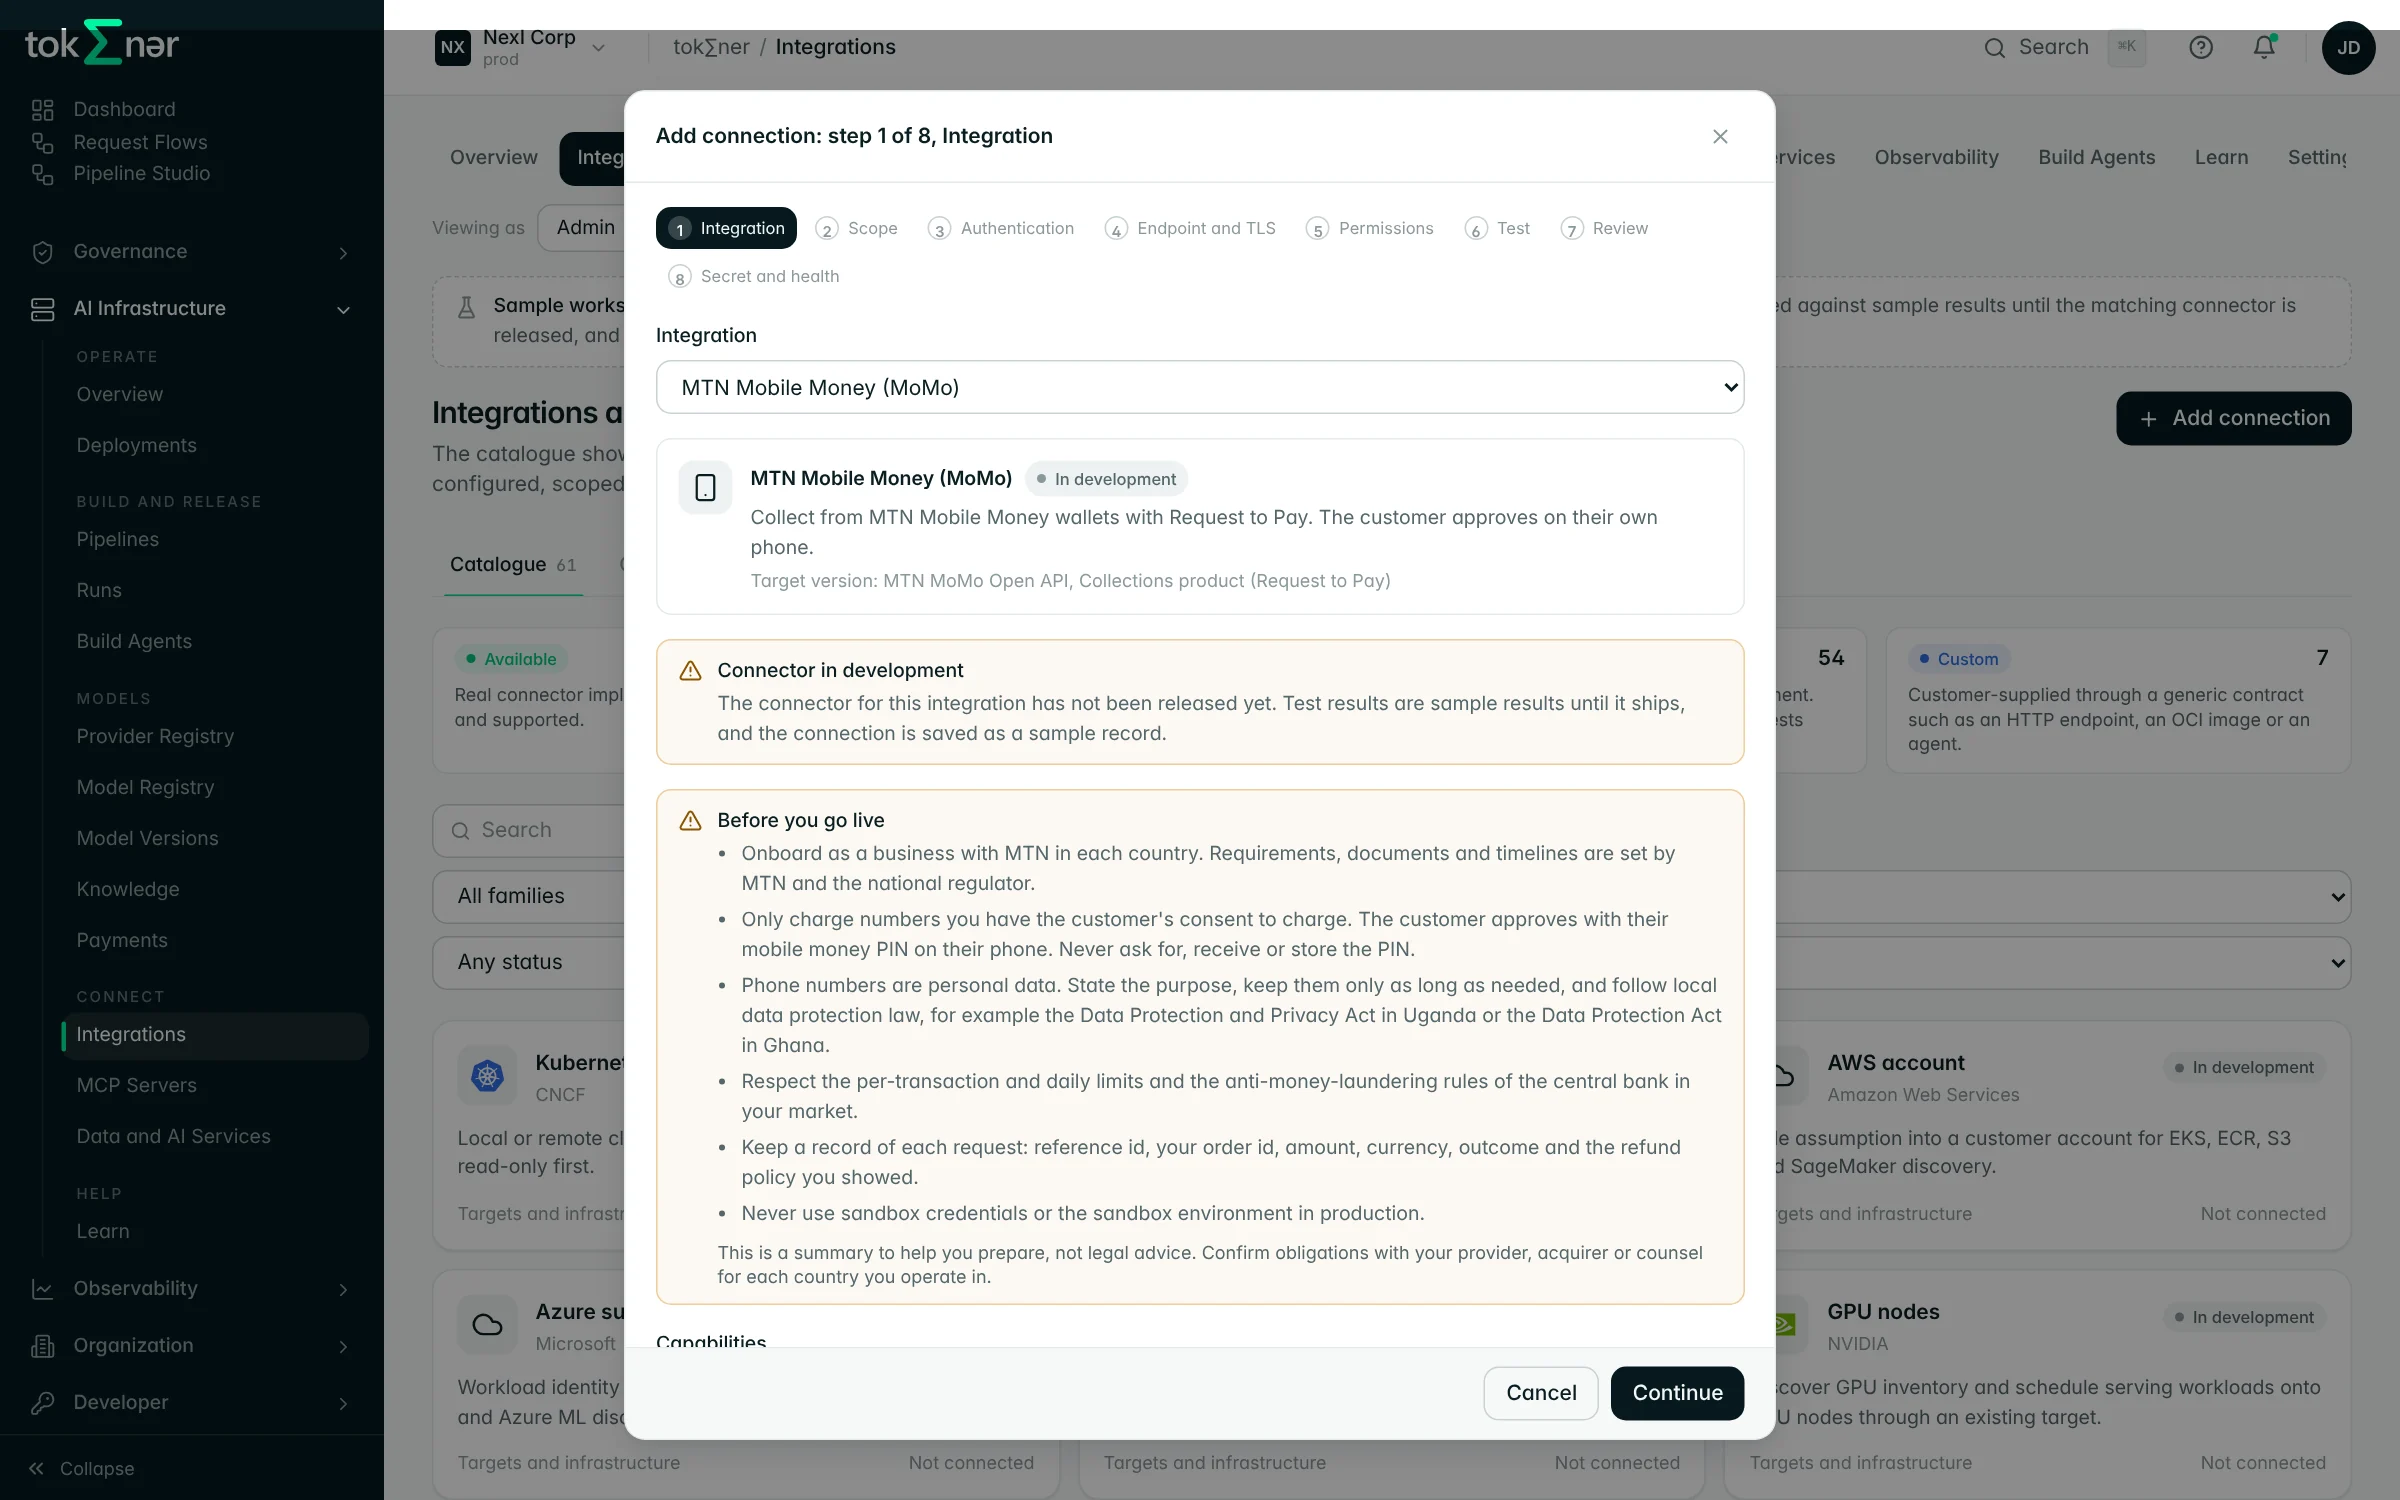 tokΣnər
Dashboard
Request Flows
Pipeline Studio
Governance
AI Infrastructure
OPERATE
Overview
Deployments
BUILD AND RELEASE
Pipelines
Runs
Build Agents
MODELS
Provider Registry
Model Registry
Model Versions
Knowledge
Payments
CONNECT
Integrations
MCP Servers
Data and AI Services
HELP
Learn
Observability
Organization
Developer
Collapse
NX
Nexl Corp
prod
tok∑ner / Integrations
Search
⌘K
JD
Overview
Observability
Build Agents
Learn
Viewing as
Admin
Sample
ed against sample results until the matching connector is
released, and
Integrations
Add connection
The catalogue
configured, scoped
Catalogue 61
Available
Real connector
and supported.
54
Custom
7
Customer-supplied through a generic contract
such as an HTTP endpoint, an OCI image or an
agent.
Search
All families
Any status
CNCF
Local or remote
read-only first.
Targets and
AWS account
In development
Amazon Web Services
assumption into a customer account for EKS, ECR, S3
SageMaker discovery.
and infrastructure
Not connected
Azure
Microsoft
Workload identity
and Azure ML
Targets and infrastructure
Not connected
Targets and infrastructure
Not connected
GPU nodes
In development
NVIDIA
GPU inventory and schedule serving workloads onto
nodes through an existing target.
Targets and infrastructure
Not connected
Add connection: step 1 of 8, Integration
1 Integration
2 Scope
3 Authentication
4 Endpoint and TLS
5 Permissions
6 Test
7 Review
8 Secret and health
Integration
MTN Mobile Money (MoMo)
MTN Mobile Money (MoMo)
In development
Collect from MTN Mobile Money wallets with Request to Pay. The customer approves on their own
phone.
Target version: MTN MoMo Open API, Collections product (Request to Pay)
Connector in development
The connector for this integration has not been released yet. Test results are sample results until it ships,
and the connection is saved as a sample record.
Before you go live
• Onboard as a business with MTN in each country. Requirements, documents and timelines are set by
MTN and the national regulator.
• Only charge numbers you have the customer's consent to charge. The customer approves with their
mobile money PIN on their phone. Never ask for, receive or store the PIN.
• Phone numbers are personal data. State the purpose, keep them only as long as needed, and follow local
data protection law, for example the Data Protection and Privacy Act in Uganda or the Data Protection Act
in Ghana.
• Respect the per-transaction and daily limits and the anti-money-laundering rules of the central bank in
your market.
• Keep a record of each request: reference id, your order id, amount, currency, outcome and the refund
policy you showed.
• Never use sandbox credentials or the sandbox environment in production.
This is a summary to help you prepare, not legal advice. Confirm obligations with your provider, acquirer or counsel
for each country you operate in.
Capabilities
Cancel
Continue